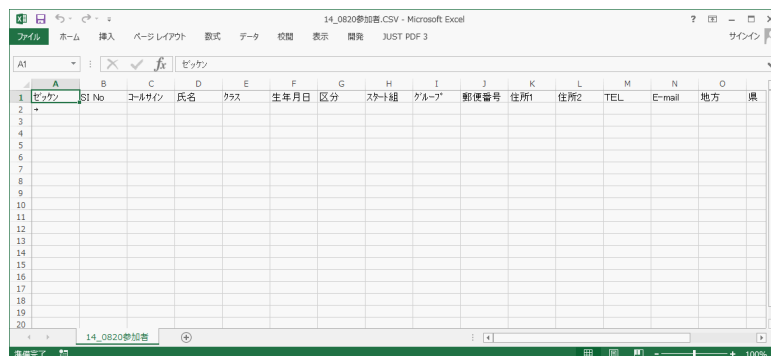 14_0820参加者.CSV - Microsoft Excel
ファイル ホーム 挿入 ページ レイアウト 数式 データ 校閲 表示 開発 JUST PDF 3 サインイン
A1 fx ゼッケン
A B C D E F G H I J K L M N O
1 ゼッケン SI No コールサイン 氏名 クラス 生年月日 区分 スタート組 グループ 郵便番号 住所1 住所2 TEL E-mail 地方 県
2
3
4
5
6
7
8
9
10
11
12
13
14
15
16
17
18
19
20
14_0820参加者
準備完了 100%